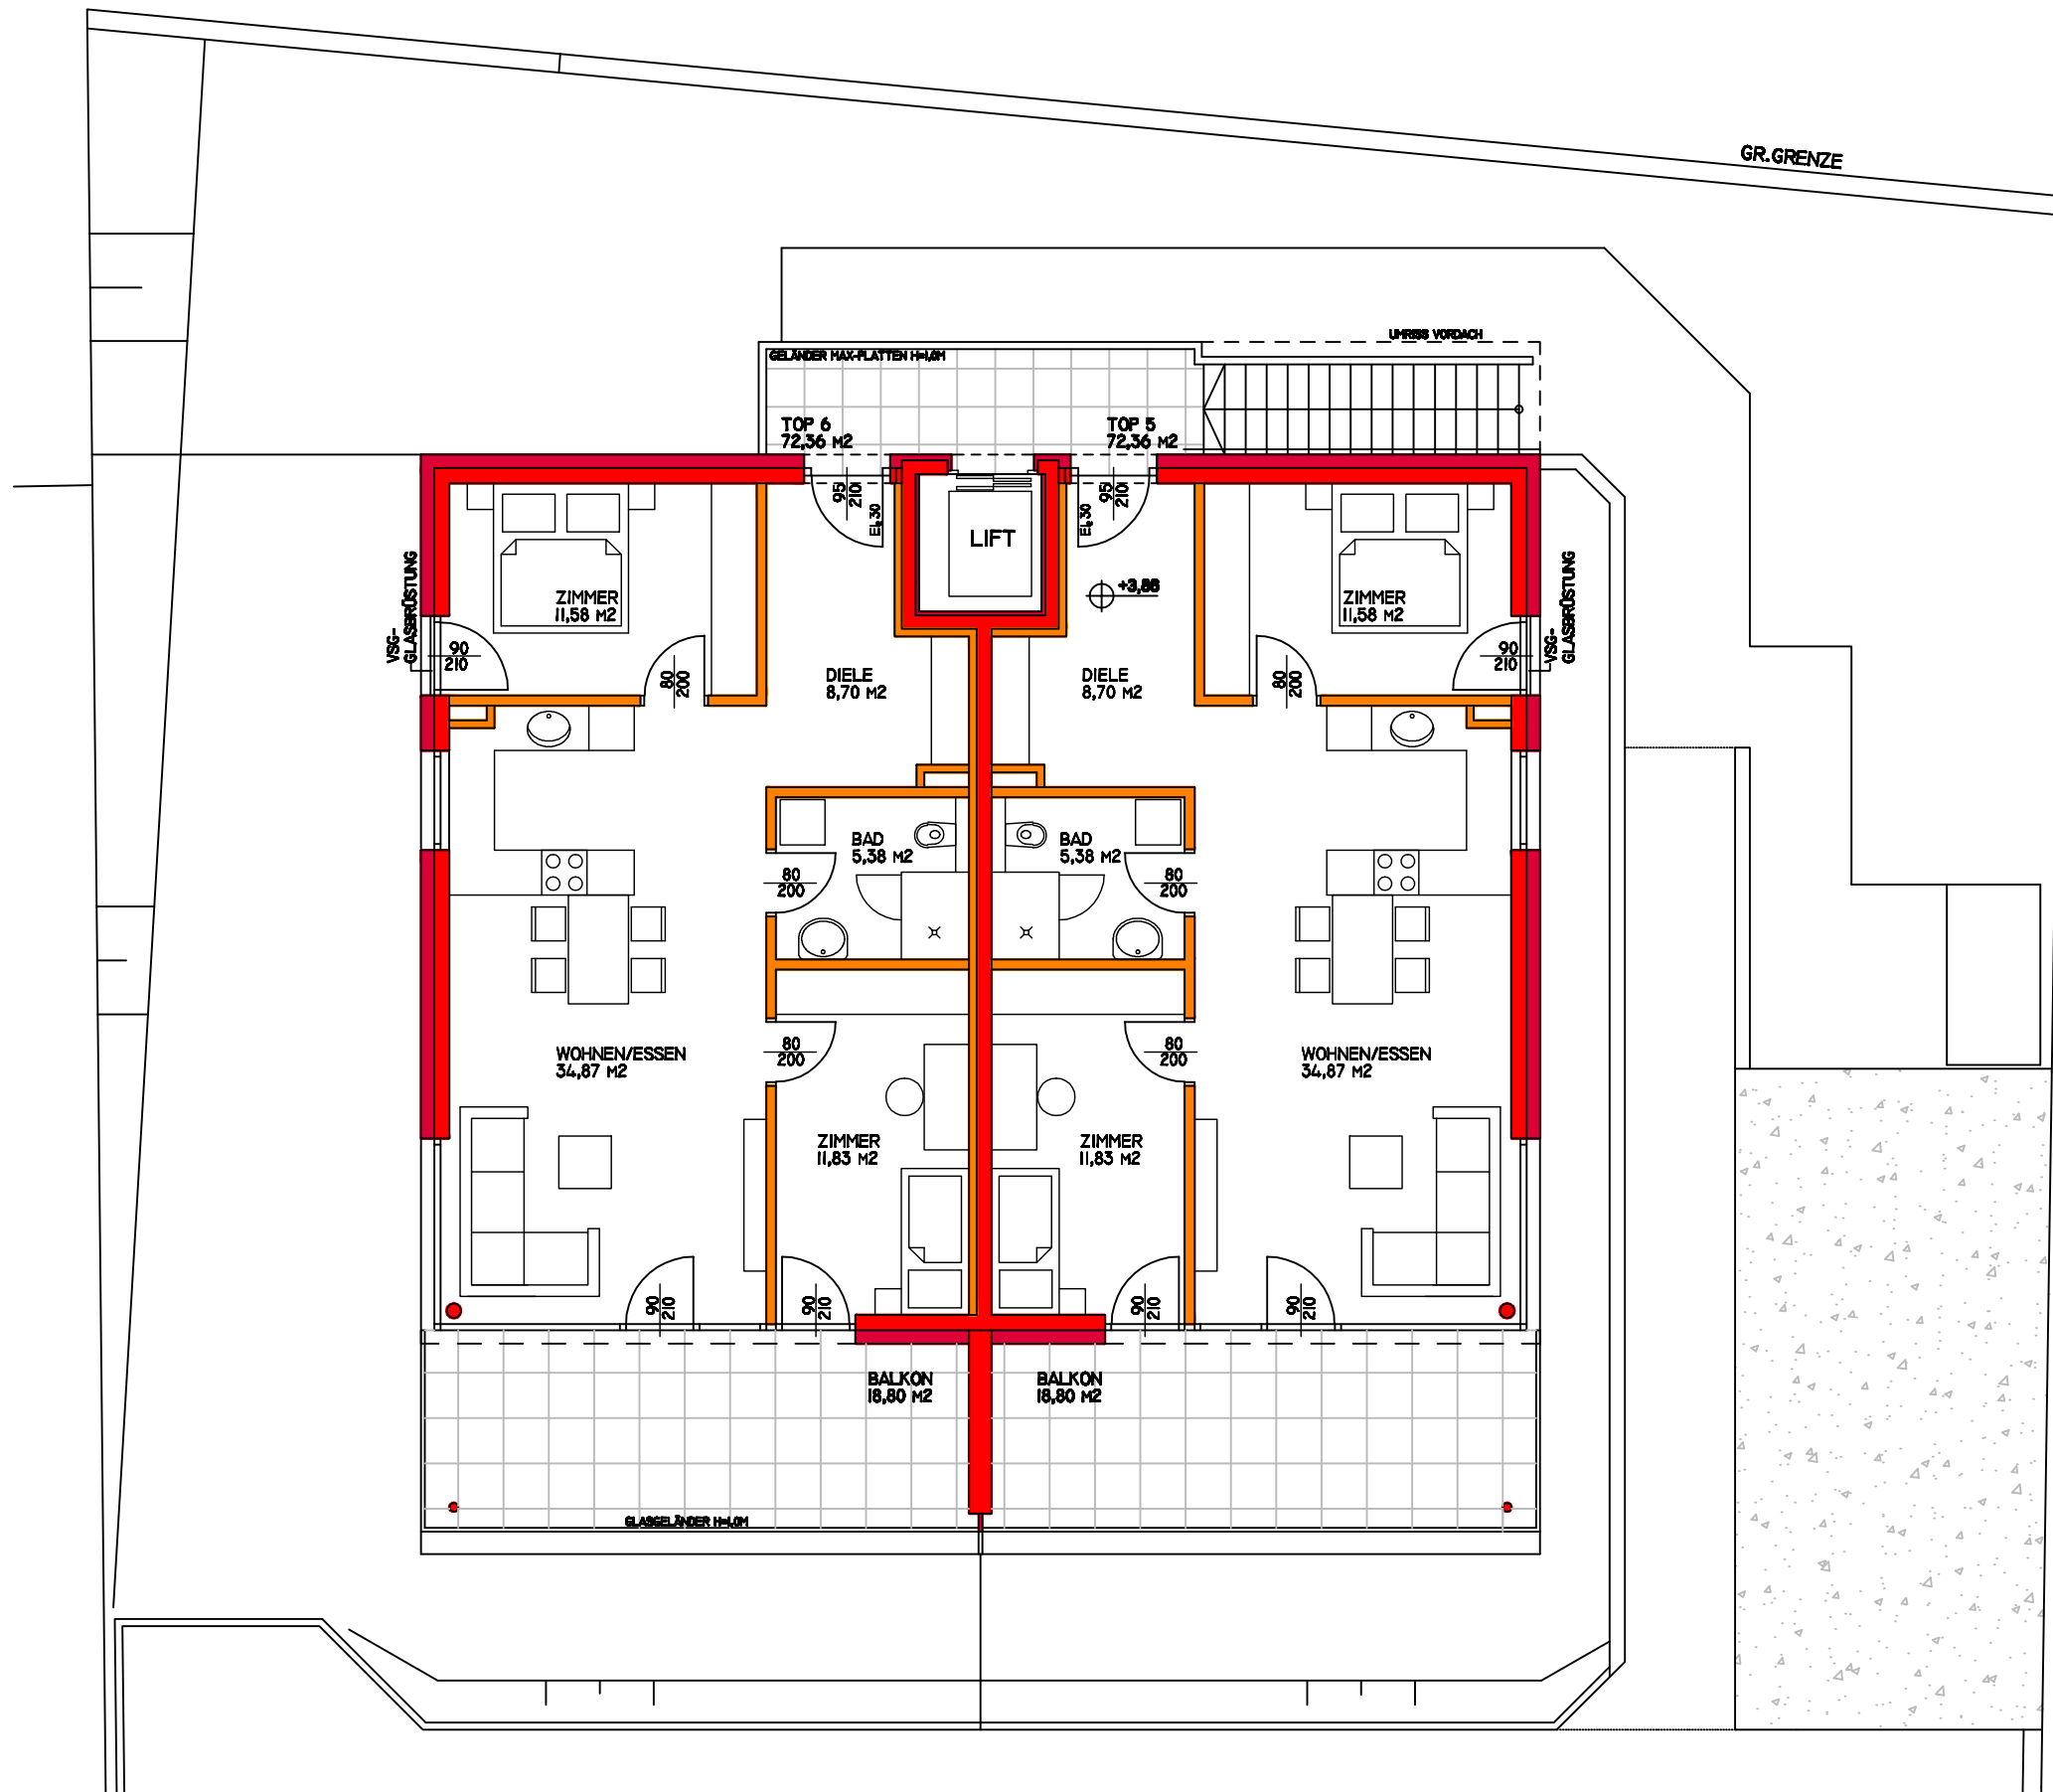 GR.GRENZE
UMRISS VORDACH
GELÄNDER MAX-PLATTEN H=1,0M
TOP 6
72,36 M2
TOP 5
72,36 M2
95
210
EI₂30
95
210
EI₂30
LIFT
+3,86
ZIMMER
11,58 M2
ZIMMER
11,58 M2
VSG-
GLASBRÜSTUNG
VSG-
GLASBRÜSTUNG
90
210
80
200
80
200
90
210
DIELE
8,70 M2
DIELE
8,70 M2
BAD
5,38 M2
BAD
5,38 M2
80
200
80
200
WOHNEN/ESSEN
34,87 M2
80
200
80
200
WOHNEN/ESSEN
34,87 M2
ZIMMER
11,83 M2
ZIMMER
11,83 M2
90
210
90
210
90
210
90
210
BALKON
18,80 M2
BALKON
18,80 M2
GLASGELÄNDER H=1,0M